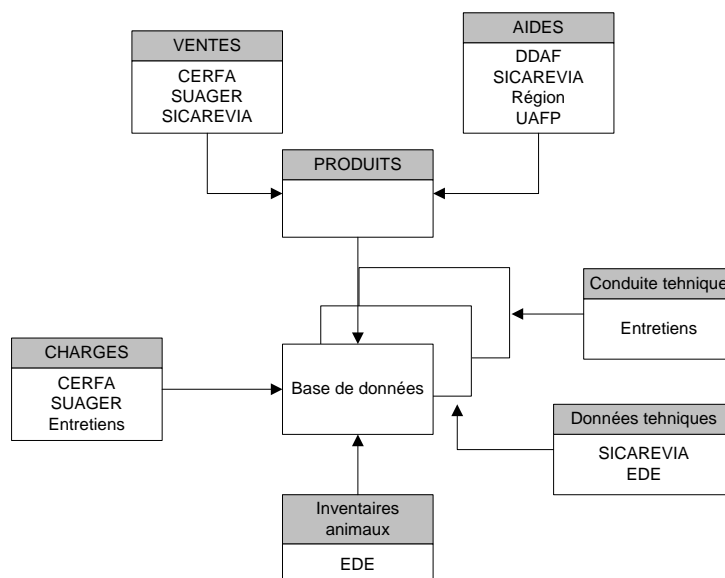 VENTES
CERFA
SUAGER
SICAREVIA
AIDES
DDAF
SICAREVIA
Région
UAFP
PRODUITS
Conduite tehnique
Entretiens
CHARGES
CERFA
SUAGER
Entretiens
Base de données
Données tehniques
SICAREVIA
EDE
Inventaires
animaux
EDE